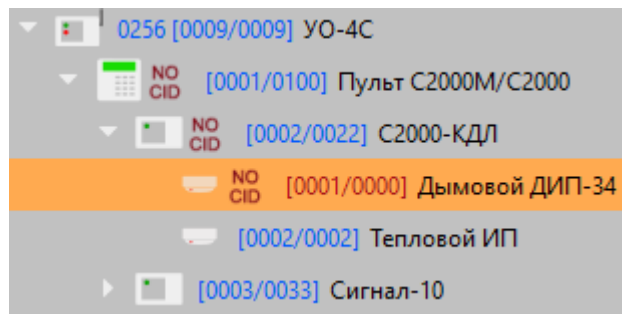 0256 [0009/0009] УО-4С
NO CID [0001/0100] Пульт С2000М/С2000
NO CID [0002/0022] С2000-КДЛ
NO CID [0001/0000] Дымовой ДИП-34
[0002/0002] Тепловой ИП
[0003/0033] Сигнал-10